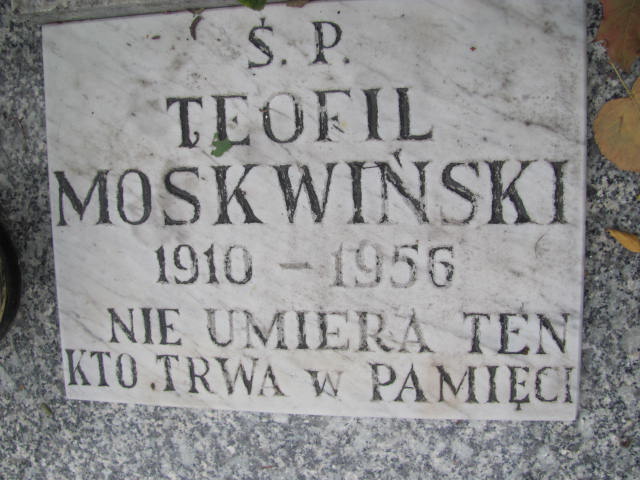 Ś. P.
TEOFIL
MOSKWIŃSKI
1910 - 1956
NIE UMIERA TEN
KTO TRWA W PAMIĘCI